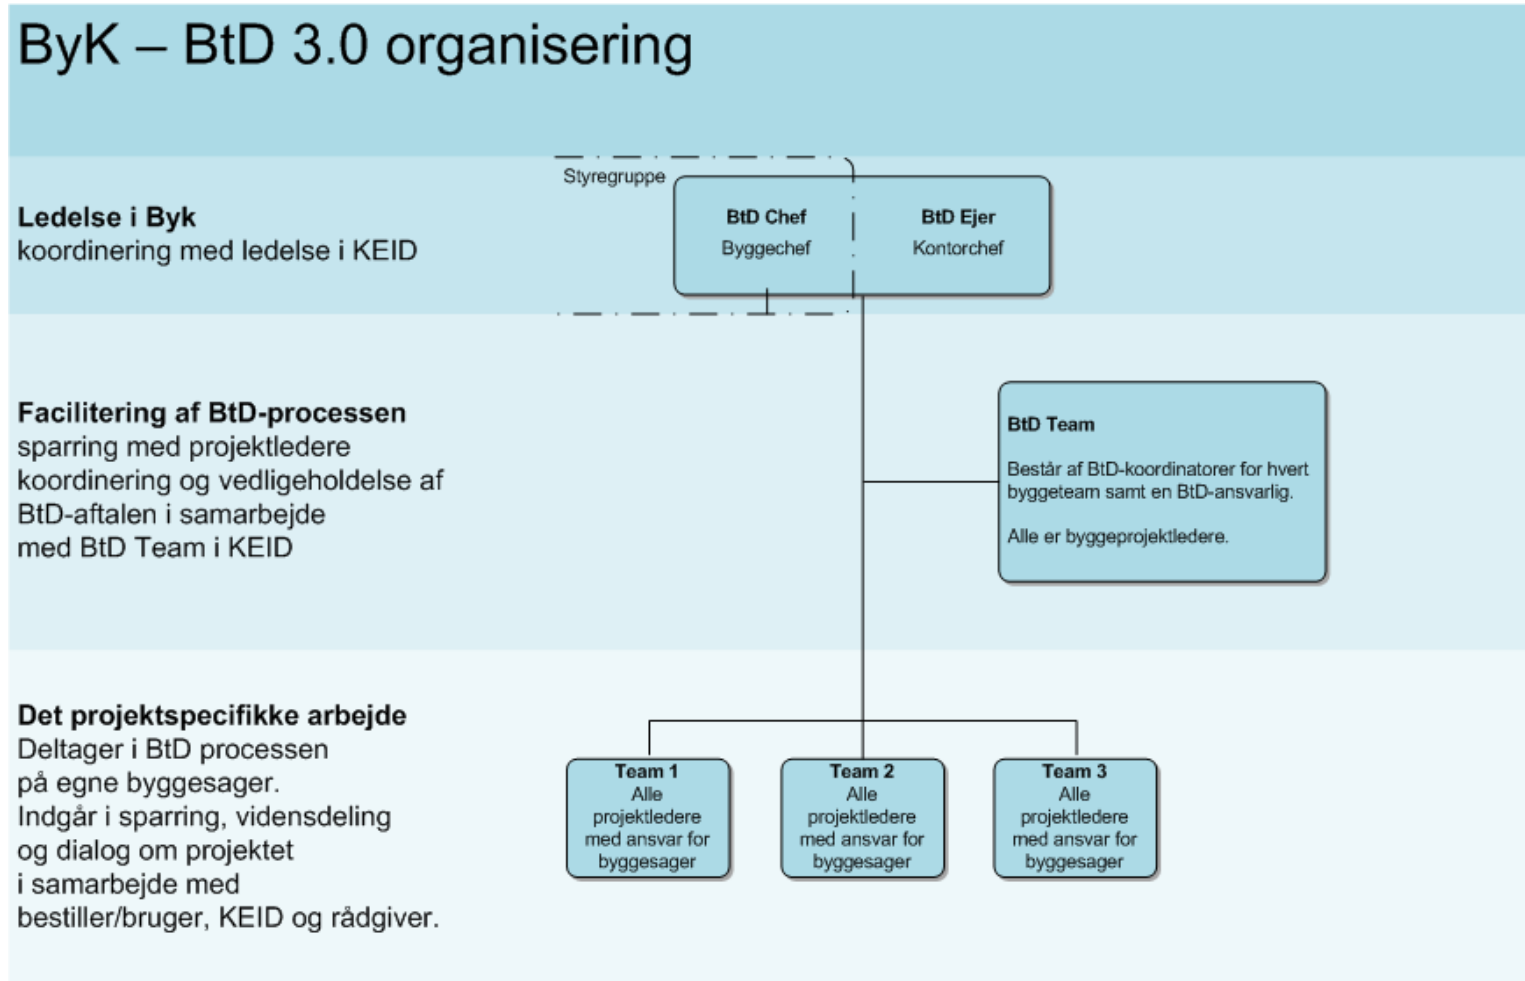 ByK – BtD 3.0 organisering
Ledelse i Byk
koordinering med ledelse i KEID
Styregruppe
BtD Chef
Byggechef
BtD Ejer
Kontorchef
Facilitering af BtD-processen
sparring med projektledere
koordinering og vedligeholdelse af
BtD-aftalen i samarbejde
med BtD Team i KEID
BtD Team
Består af BtD-koordinatorer for hvert
byggeteam samt en BtD-ansvarlig.
Alle er byggeprojektledere.
Det projektspecifikke arbejde
Deltager i BtD processen
på egne byggesager.
Indgår i sparring, vidensdeling
og dialog om projektet
i samarbejde med
bestiller/bruger, KEID og rådgiver.
Team 1
Alle
projektledere
med ansvar for
byggesager
Team 2
Alle
projektledere
med ansvar for
byggesager
Team 3
Alle
projektledere
med ansvar for
byggesager